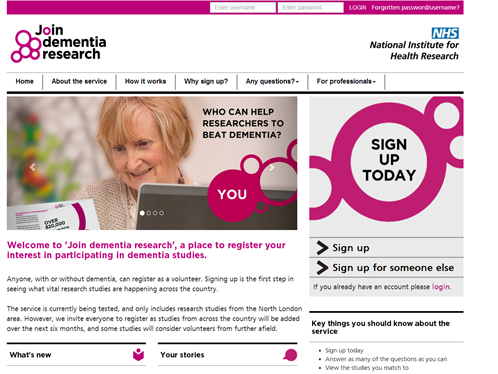 Enter username Enter password LOGIN Forgotten password/username?
Join
dementia
research
NHS
National Institute for
Health Research
Home About the service How it works Why sign up? Any questions? For professionals
WHO CAN HELP
RESEARCHERS TO
BEAT DEMENTIA?
YOU
OVER
820,000
SIGN
UP
TODAY
Sign up
Sign up for someone else
If you already have an account please login.
Welcome to 'Join dementia research', a place to register your
interest in participating in dementia studies.
Anyone, with or without dementia, can register as a volunteer. Signing up is the first step in
seeing what vital research studies are happening across the country.
The service is currently being tested, and only includes research studies from the North London
area. However, we invite everyone to register as studies from across the country will be added
over the next six months, and some studies will consider volunteers from further afield.
What's new
Your stories
Key things you should know about the
service
Sign up today
Answer as many of the questions as you can
View the studies you match to